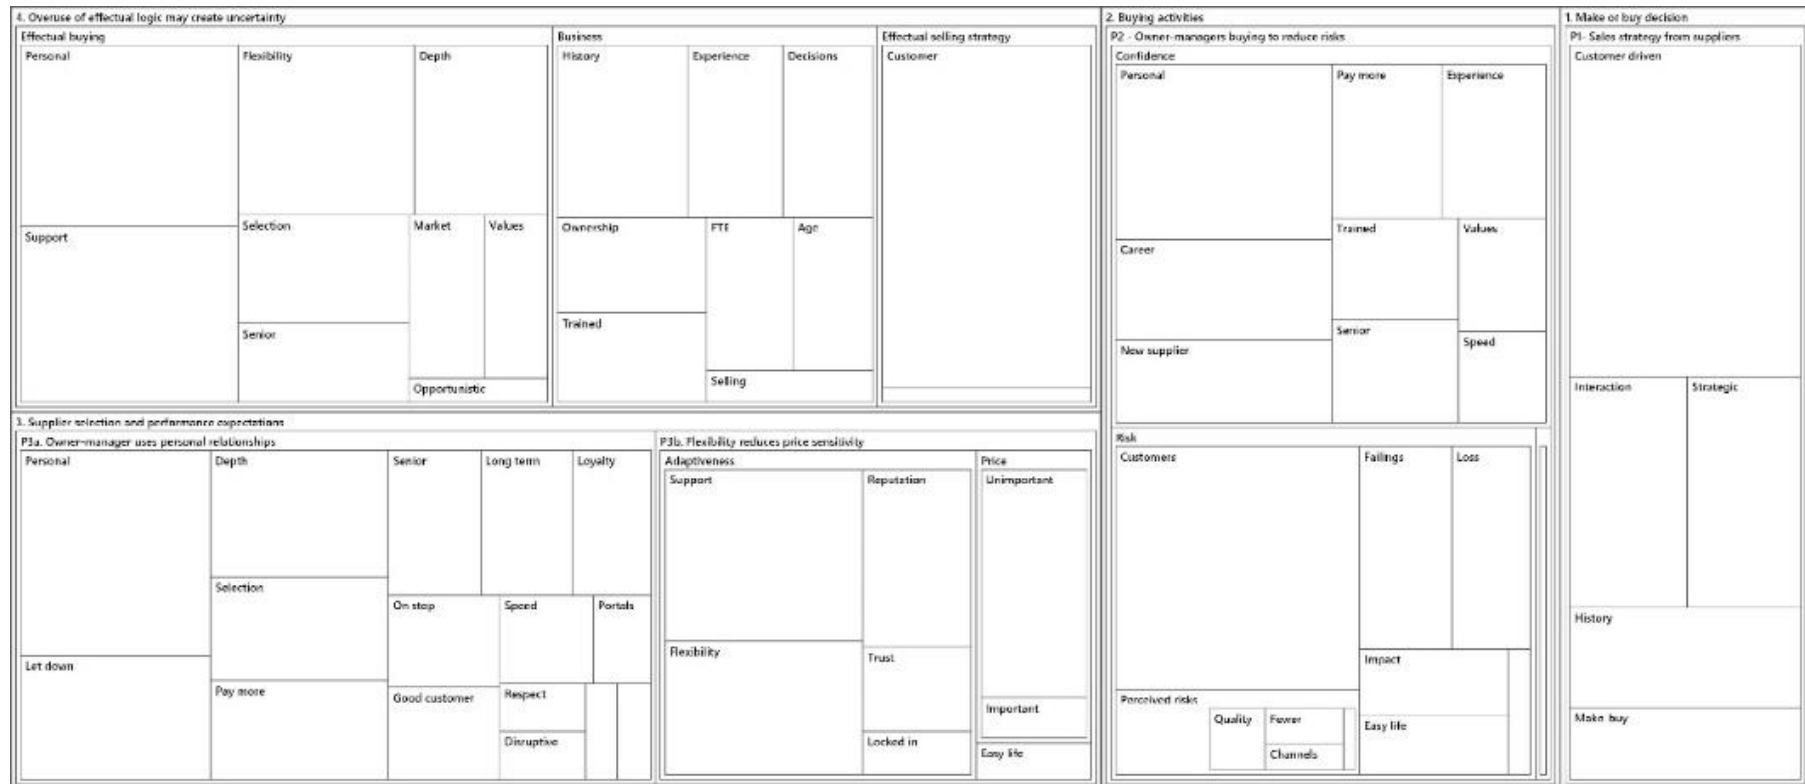 4. Overuse of effectual logic may create uncertainty
Effectual buying
Personal
Flexibility
Depth
Support
Selection
Market
Values
Senior
Opportunistic
Business
History
Experience
Decisions
Ownership
FTE
Age
Trained
Selling
Effectual selling strategy
Customer
3. Supplier selection and performance expectations
P3a. Owner-manager uses personal relationships
Personal
Depth
Senior
Long term
Loyalty
Selection
On stop
Speed
Portals
Let down
Pay more
Good customer
Respect
Disruptive
P3b. Flexibility reduces price sensitivity
Adaptiveness
Support
Reputation
Flexibility
Trust
Locked in
Price
Unimportant
Important
Easy life
2. Buying activities
P2 - Owner-managers buying to reduce risks
Confidence
Personal
Pay more
Experience
Career
Trained
Values
New supplier
Senior
Speed
Risk
Customers
Failings
Loss
Impact
Perceived risks
Quality
Fewer
Channels
Easy life
1. Make or buy decision
P1- Sales strategy from suppliers
Customer driven
Interaction
Strategic
History
Make buy